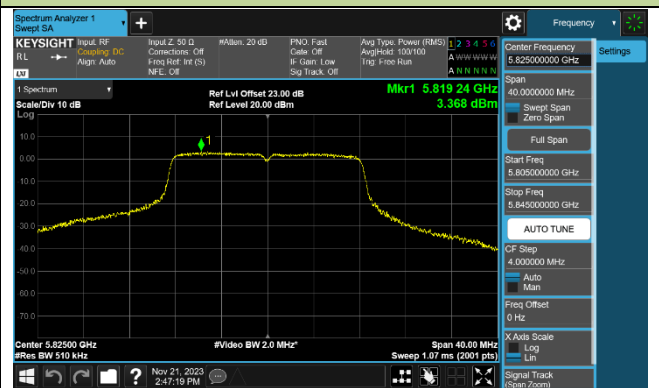 Spectrum Analyzer 1
Swept SA
Frequency
KEYSIGHT
RL
LXI
Input: RF
Coupling: DC
Align: Auto
Input Z: 50 Ω
Corrections: Off
Freq Ref: Int (S)
NFE: Off
#Atten: 20 dB
PNO: Fast
Gate: Off
IF Gain: Low
Sig Track: Off
Avg Type: Power (RMS)
Avg|Hold: 100/100
Trig: Free Run
1 2 3 4 5 6
A W W W W W
A N N N N N
1 Spectrum
Scale/Div 10 dB
Log
Ref Lvl Offset 23.00 dB
Ref Level 20.00 dBm
Mkr1 5.819 24 GHz
3.368 dBm
1
10.0
0.00
-10.0
-20.0
-30.0
-40.0
-50.0
-60.0
-70.0
Center 5.82500 GHz
#Res BW 510 kHz
#Video BW 2.0 MHz*
Span 40.00 MHz
Sweep 1.07 ms (2001 pts)
Nov 21, 2023
2:47:19 PM
Center Frequency
5.825000000 GHz
Settings
Span
40.0000000 MHz
Swept Span
Zero Span
Full Span
Start Freq
5.805000000 GHz
Stop Freq
5.845000000 GHz
AUTO TUNE
CF Step
4.000000 MHz
Auto
Man
Freq Offset
0 Hz
X Axis Scale
Log
Lin
Signal Track
(Span Zoom)